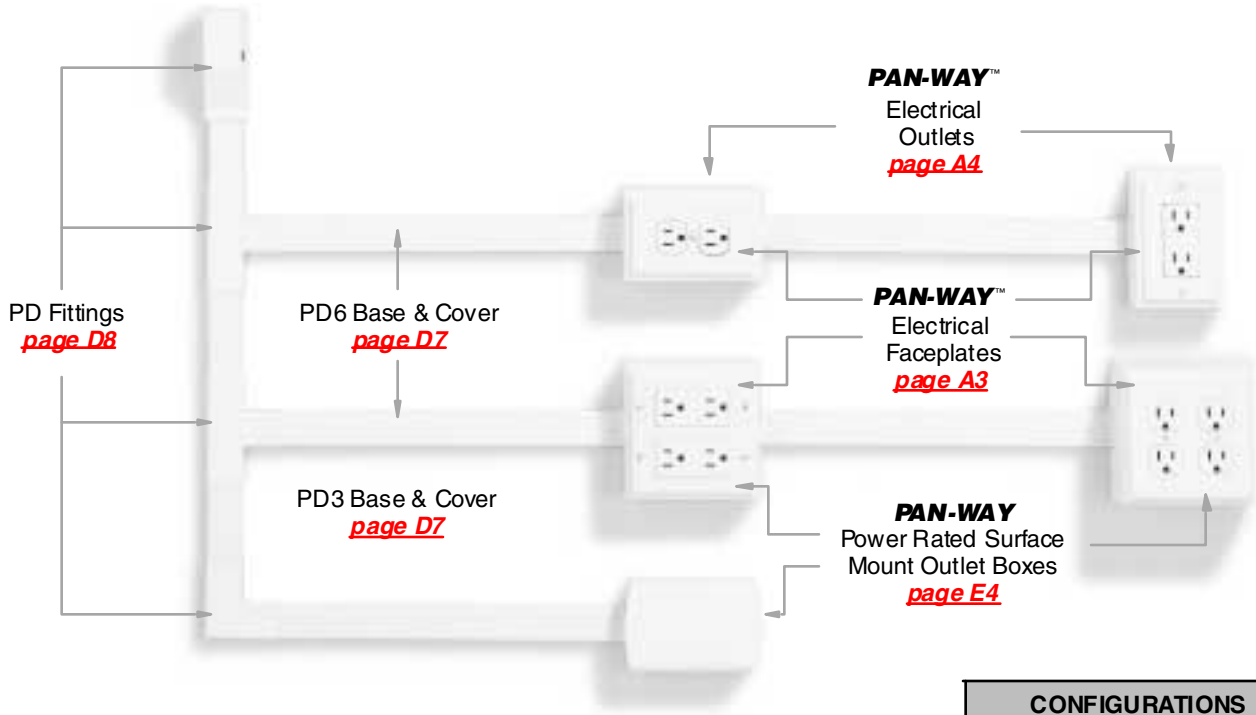 PAN-WAY™
Electrical
Outlets
page A4
PD Fittings
page D8
PD6 Base & Cover
page D7
PAN-WAY™
Electrical
Faceplates
page A3
PD3 Base & Cover
page D7
PAN-WAY
Power Rated Surface
Mount Outlet Boxes
page E4
CONFIGURATIONS